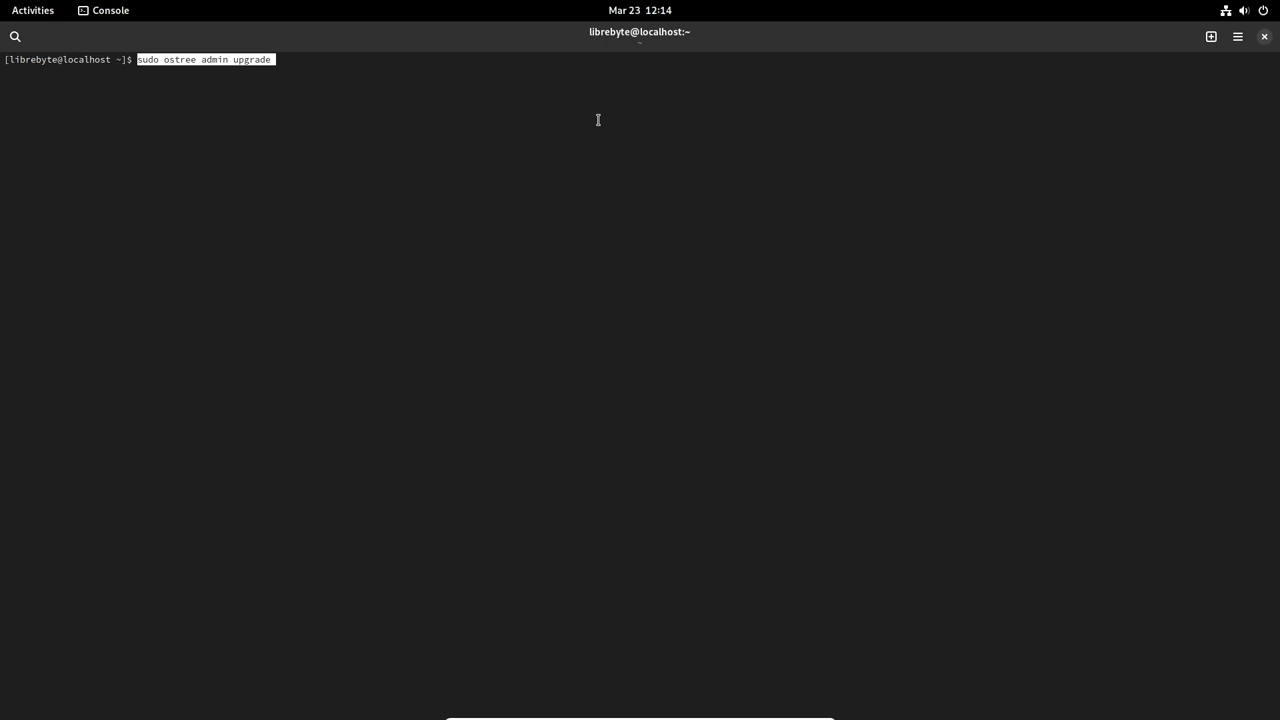 Activities Console Mar 23 12:14
librebyte@localhost:~
~
[librebyte@localhost ~]$ sudo ostree admin upgrade